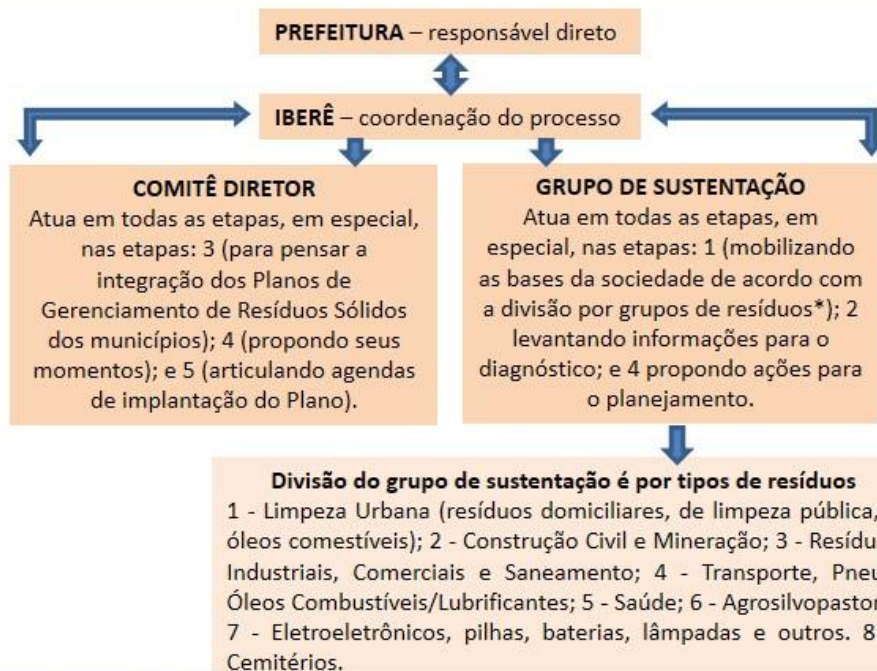 PREFEITURA – responsável direto
IBERÊ – coordenação do processo
COMITÊ DIRETOR
Atua em todas as etapas, em especial,
nas etapas: 3 (para pensar a
integração dos Planos de
Gerenciamento de Resíduos Sólidos
dos municípios); 4 (propondo seus
momentos); e 5 (articulando agendas
de implantação do Plano).
GRUPO DE SUSTENTAÇÃO
Atua em todas as etapas, em
especial, nas etapas: 1 (mobilizando
as bases da sociedade de acordo com
a divisão por grupos de resíduos*); 2
levantando informações para o
diagnóstico; e 4 propondo ações para
o planejamento.
Divisão do grupo de sustentação é por tipos de resíduos
1 - Limpeza Urbana (resíduos domiciliares, de limpeza pública,
óleos comestíveis); 2 - Construção Civil e Mineração; 3 -
Industriais, Comerciais e Saneamento; 4 - Transporte,
Óleos Combustíveis/Lubrificantes; 5 - Saúde; 6 -
7 - Eletroeletrônicos, pilhas, baterias, lâmpadas e outros. 8
Cemitérios.